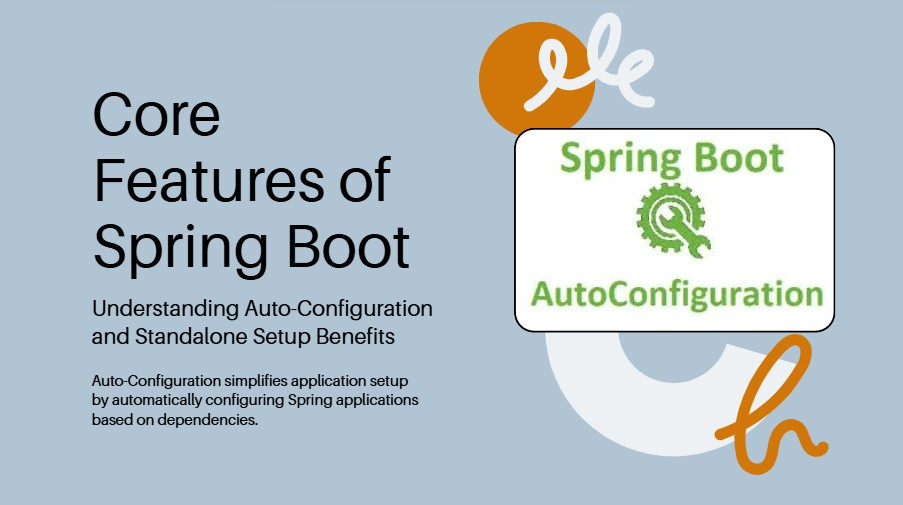 Core
Features of
Spring Boot
Understanding Auto-Configuration
and Standalone Setup Benefits
Auto-Configuration simplifies application setup
by automatically configuring Spring applications
based on dependencies.
Spring Boot
AutoConfiguration